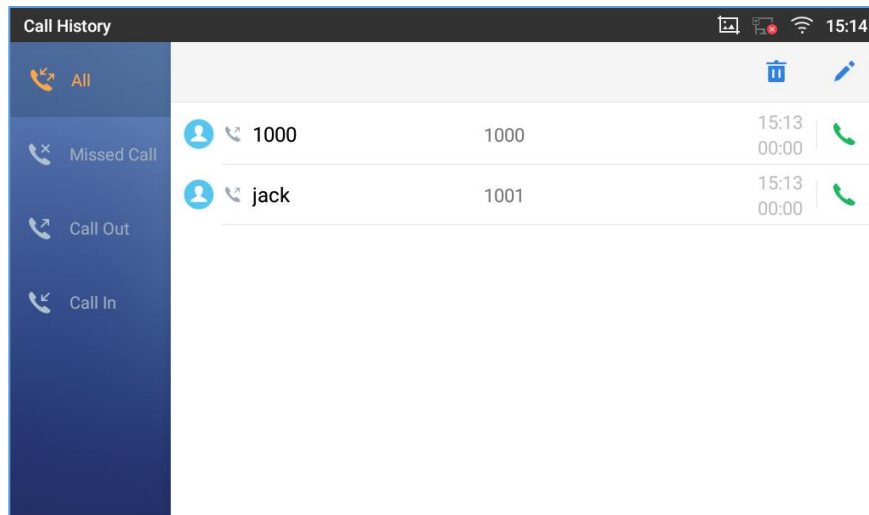 Call History 15:14
All
Missed Call
Call Out
Call In
1000 1000 15:13
00:00
jack 1001 15:13
00:00